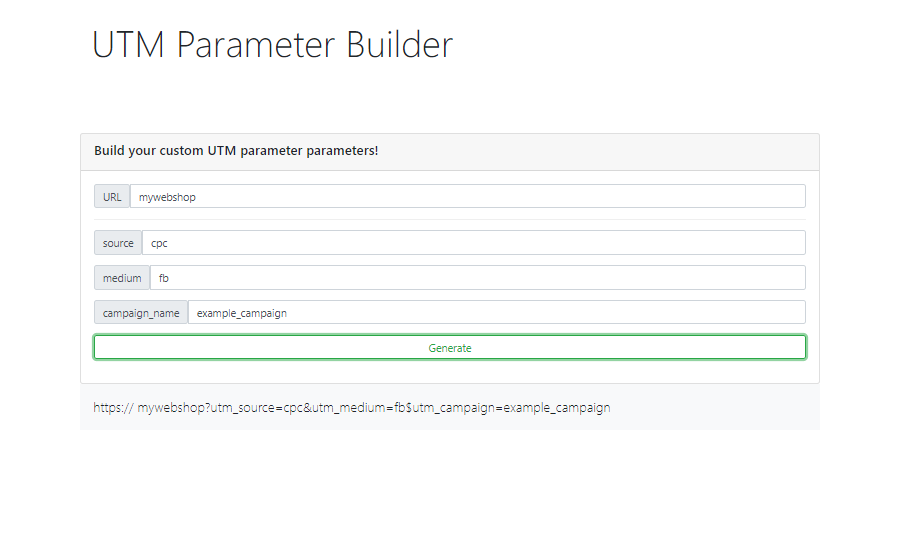 UTM Parameter Builder
Build your custom UTM parameter parameters!
URL mywebshop
source cpc
medium fb
campaign_name example_campaign
Generate
https:// mywebshop?utm_source=cpc&utm_medium=fb$utm_campaign=example_campaign